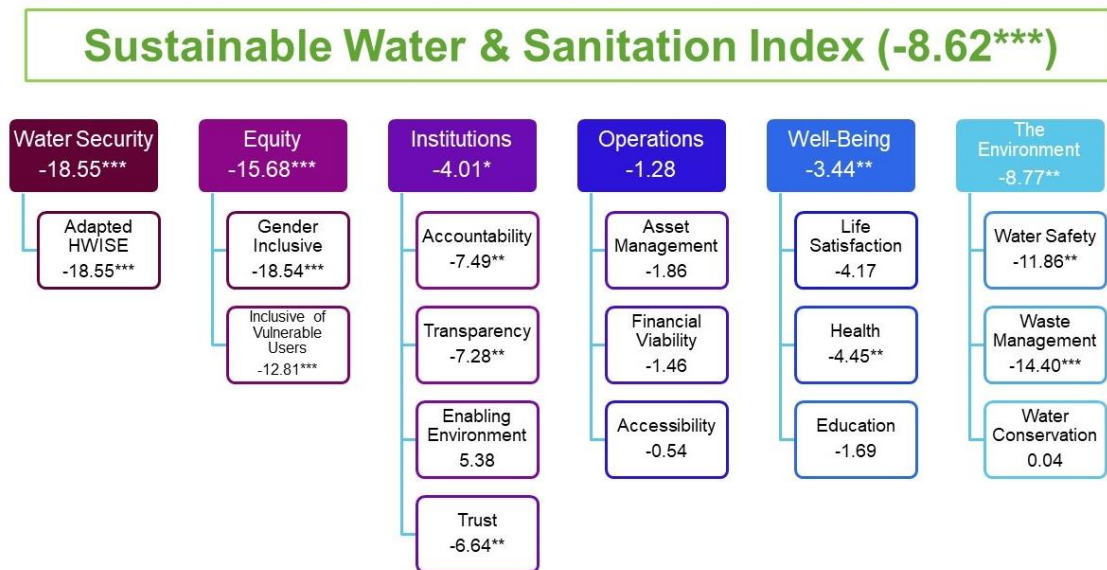 Sustainable Water & Sanitation Index (-8.62***)
Water Security
-18.55***
Adapted
HWISE
-18.55***
Equity
-15.68***
Gender
Inclusive
-18.54***
Inclusive of
Vulnerable
Users
-12.81***
Institutions
-4.01*
Accountability
-7.49**
Transparency
-7.28**
Enabling
Environment
5.38
Trust
-6.64**
Operations
-1.28
Asset
Management
-1.86
Financial
Viability
-1.46
Accessibility
-0.54
Well-Being
-3.44**
Life
Satisfaction
-4.17
Health
-4.45**
Education
-1.69
The
Environment
-8.77**
Water Safety
-11.86**
Waste
Management
-14.40***
Water
Conservation
0.04